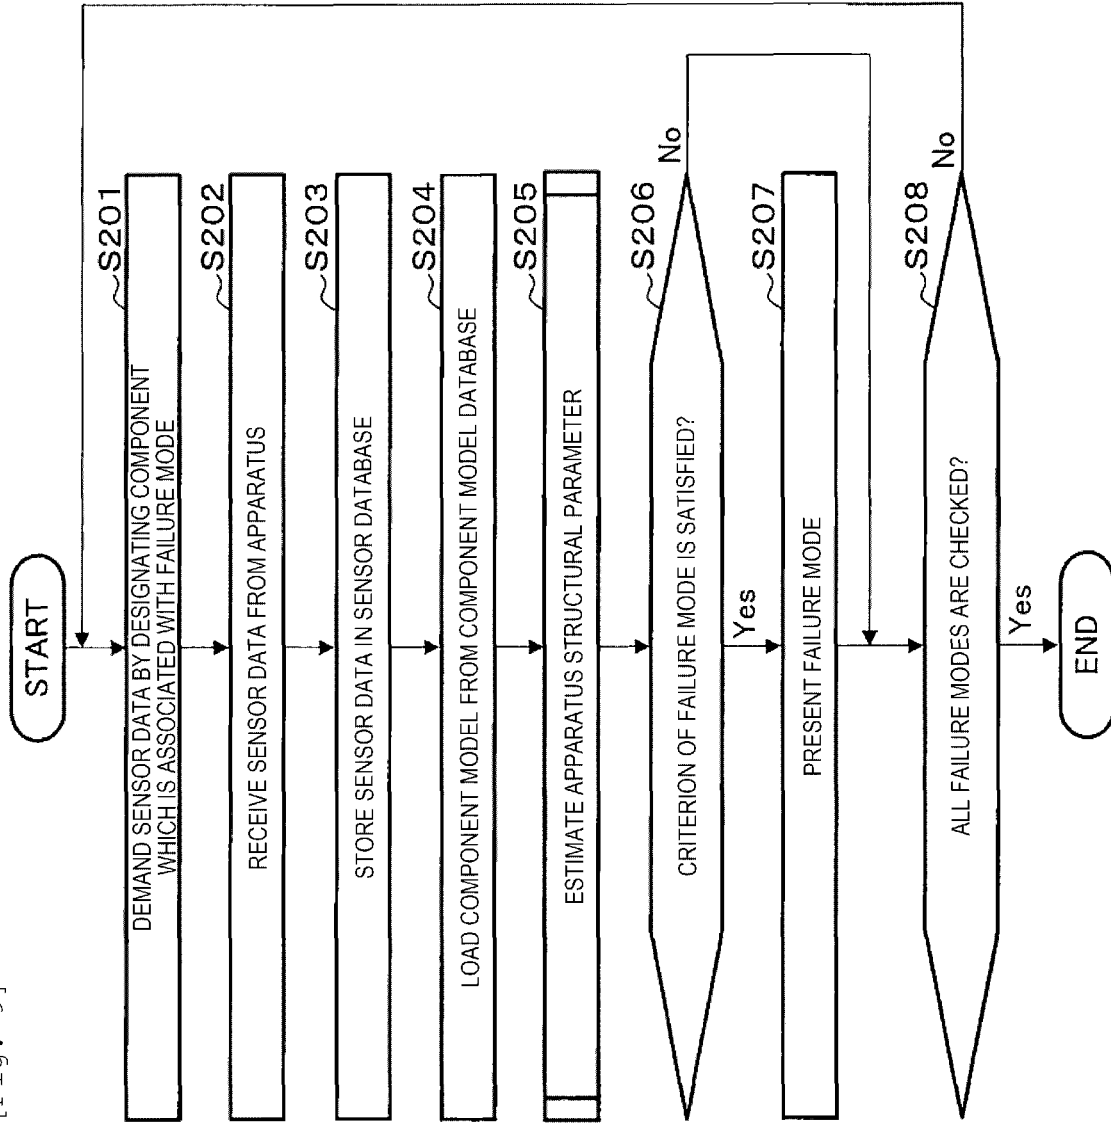 START
S201
DEMAND SENSOR DATA BY DESIGNATING COMPONENT
WHICH IS ASSOCIATED WITH FAILURE MODE
S202
RECEIVE SENSOR DATA FROM APPARATUS
S203
STORE SENSOR DATA IN SENSOR DATABASE
S204
LOAD COMPONENT MODEL FROM COMPONENT MODEL DATABASE
S205
ESTIMATE APPARATUS STRUCTURAL PARAMETER
S206
CRITERION OF FAILURE MODE IS SATISFIED?
No
Yes
S207
PRESENT FAILURE MODE
S208
ALL FAILURE MODES ARE CHECKED?
No
Yes
END